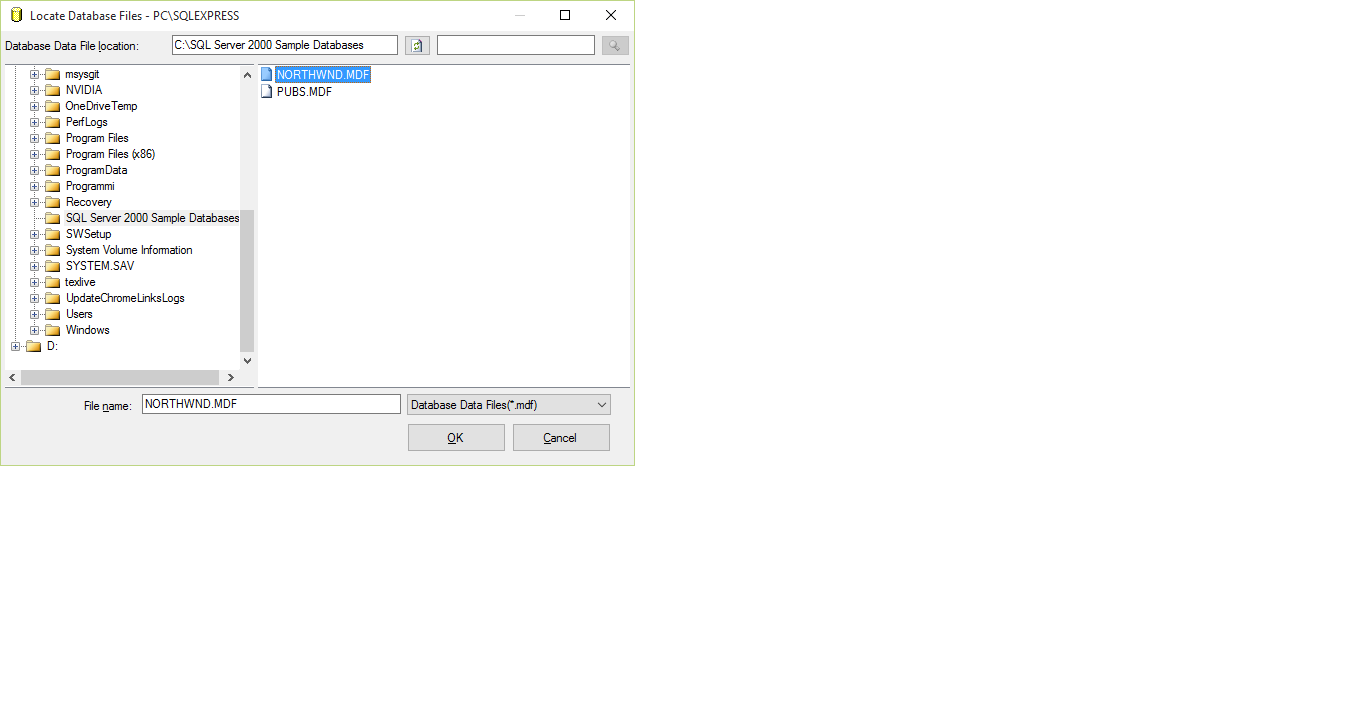 Locate Database Files - PC\SQLEXPRESS
Database Data File location:
C:\SQL Server 2000 Sample Databases
msysgit
NVIDIA
OneDriveTemp
PerfLogs
Program Files
Program Files (x86)
ProgramData
Programmi
Recovery
SQL Server 2000 Sample Databases
SWSetup
System Volume Information
SYSTEM.SAV
texlive
UpdateChromeLinksLogs
Users
Windows
D:
NORTHWND.MDF
PUBS.MDF
File name:
NORTHWND.MDF
Database Data Files(*.mdf)
OK
Cancel